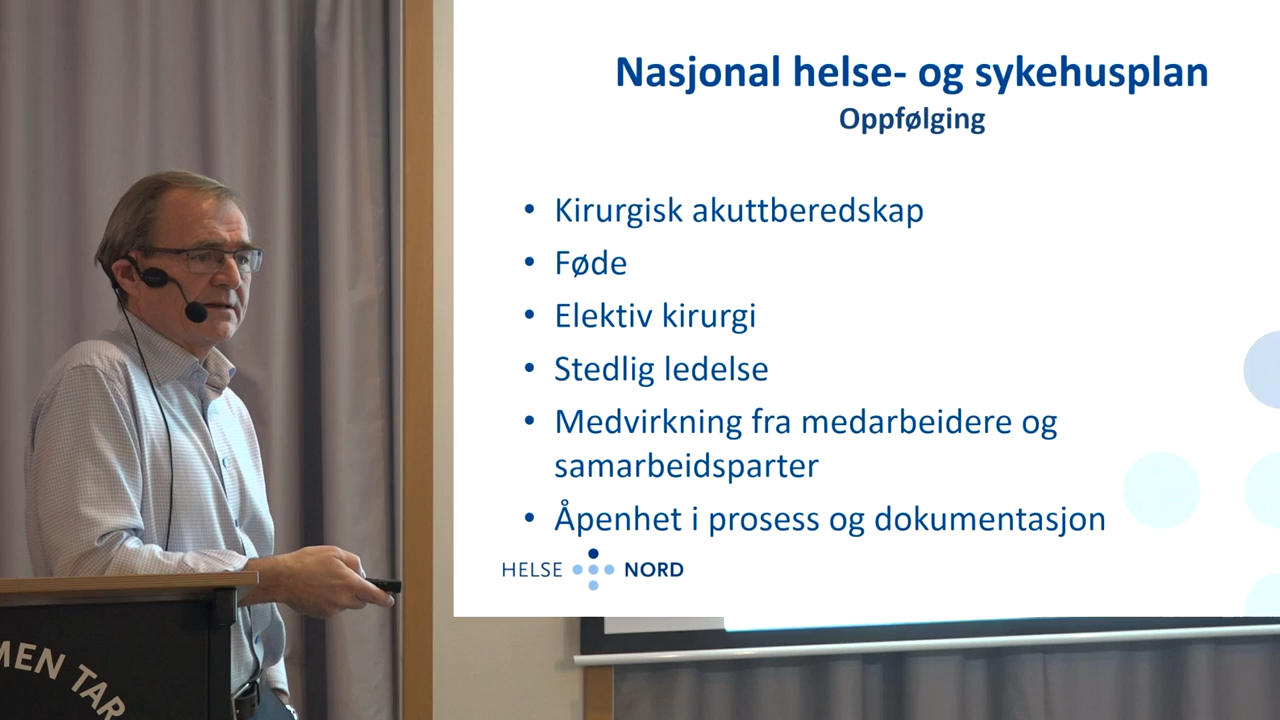 Nasjonal helse- og sykehusplan
Oppfølging
• Kirurgisk akuttberedskap
• Føde
• Elektiv kirurgi
• Stedlig ledelse
• Medvirkning fra medarbeidere og
samarbeidsparter
• Åpenhet i prosess og dokumentasjon
HELSE NORD
MEN TAR